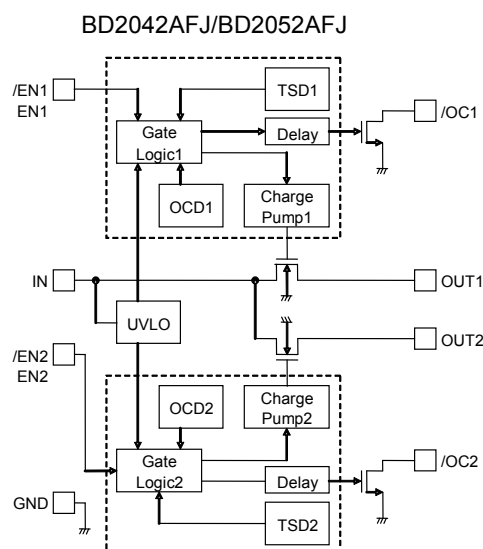 BD2042AFJ/BD2052AFJ
/EN1
EN1
TSD1
/OC1
Gate
Logic1
Delay
OCD1
Charge
Pump1
IN
OUT1
UVLO
OUT2
/EN2
EN2
OCD2
Charge
Pump2
Gate
Logic2
Delay
/OC2
GND
TSD2